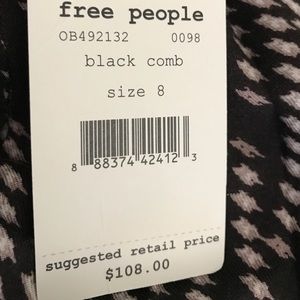 free people
OB492132 0098
black comb
size 8
8 88374 42412 3
suggested retail price
$108.00